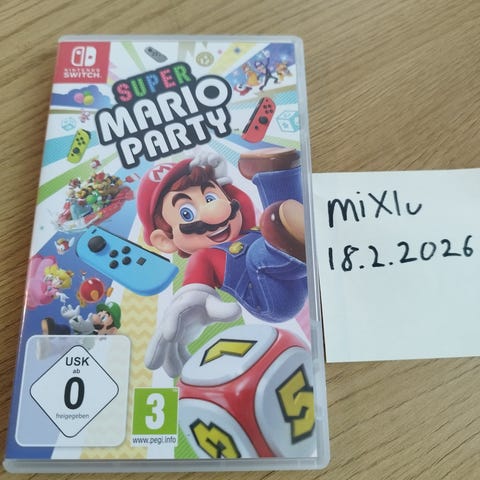 NINTENDO
SWITCH
SUPER
MARIO
PARTY
mixlu
18.2.2026
USK
ab
0
freigegeben
3
www.pegi.info